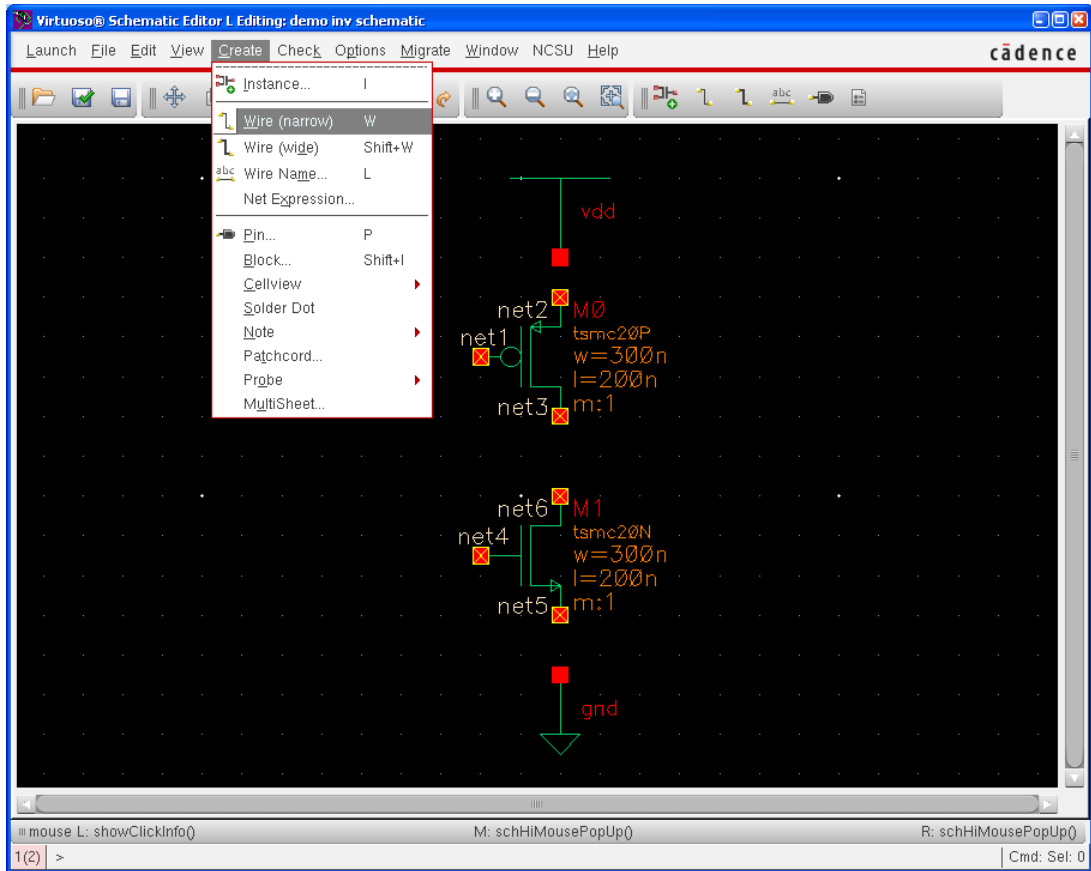 Virtuoso® Schematic Editor L Editing: demo inv schematic
Launch File Edit View Create Check Options Migrate Window NCSU Help
cādence
Instance... I
Wire (narrow) W
Wire (wide) Shift+W
abc Wire Name... L
Net Expression...
Pin... P
Block... Shift+I
Cellview
Solder Dot
Note
Patchcord...
Probe
MultiSheet...
abc
vdd
net2 M0
net1 tsmc20P
w=300n
l=200n
net3 m:1
net6 M1
net4 tsmc20N
w=300n
l=200n
net5 m:1
gnd
mouse L: showClickInfo() M: schHiMousePopUp() R: schHiMousePopUp()
1(2) > Cmd: Sel: 0